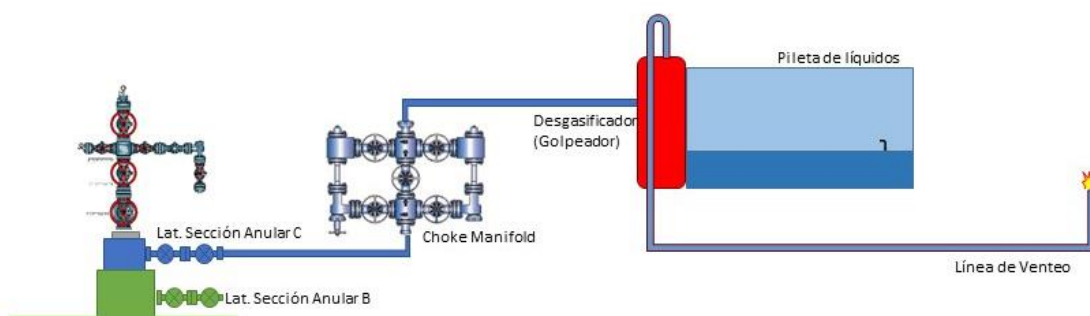 Pileta de líquidos
Desgasificador
(Golpeador)
Lat. Sección Anular C
Choke Manifold
Línea de Venteo
Lat. Sección Anular B